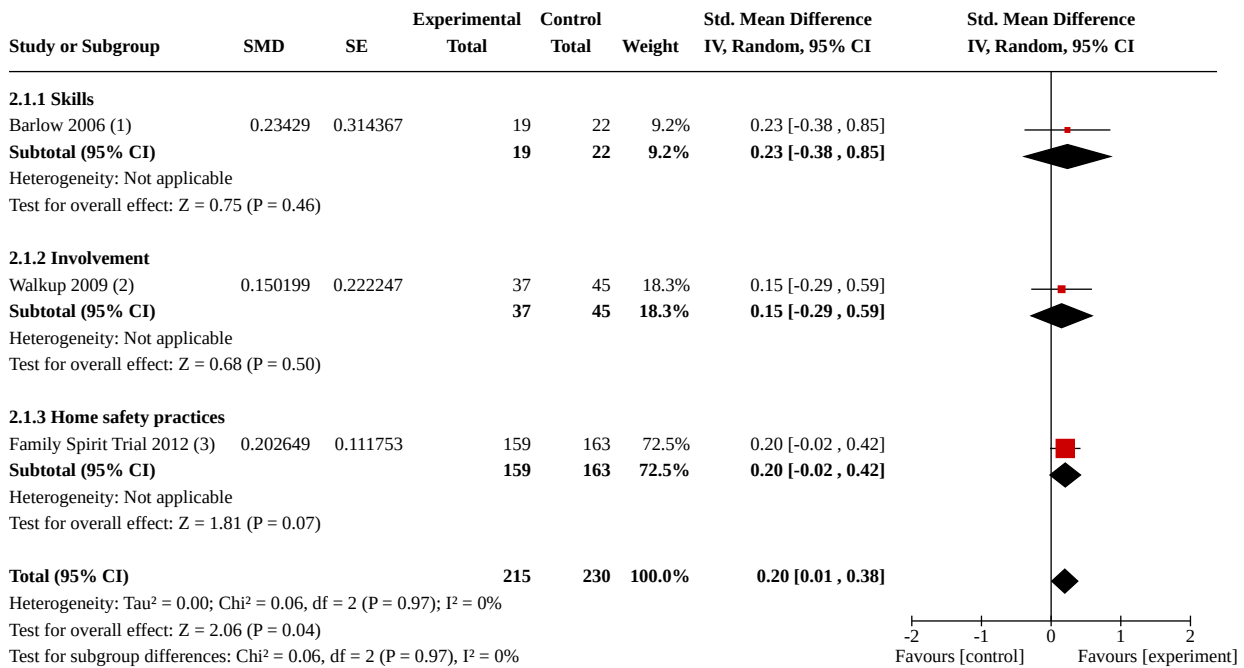 Experimental Control Std. Mean Difference Std. Mean Difference
Study or Subgroup SMD SE Total Total Weight IV, Random, 95% CI IV, Random, 95% CI
2.1.1 Skills
Barlow 2006 (1) 0.23429 0.314367 19 22 9.2% 0.23 [-0.38 , 0.85]
Subtotal (95% CI) 19 22 9.2% 0.23 [-0.38 , 0.85]
Heterogeneity: Not applicable
Test for overall effect: Z = 0.75 (P = 0.46)
2.1.2 Involvement
Walkup 2009 (2) 0.150199 0.222247 37 45 18.3% 0.15 [-0.29 , 0.59]
Subtotal (95% CI) 37 45 18.3% 0.15 [-0.29 , 0.59]
Heterogeneity: Not applicable
Test for overall effect: Z = 0.68 (P = 0.50)
2.1.3 Home safety practices
Family Spirit Trial 2012 (3) 0.202649 0.111753 159 163 72.5% 0.20 [-0.02 , 0.42]
Subtotal (95% CI) 159 163 72.5% 0.20 [-0.02 , 0.42]
Heterogeneity: Not applicable
Test for overall effect: Z = 1.81 (P = 0.07)
Total (95% CI) 215 230 100.0% 0.20 [0.01 , 0.38]
Heterogeneity: Tau² = 0.00; Chi² = 0.06, df = 2 (P = 0.97); I² = 0%
Test for overall effect: Z = 2.06 (P = 0.04)
-2 -1 0 1 2
Test for subgroup differences: Chi² = 0.06, df = 2 (P = 0.97), I² = 0% Favours [control] Favours [experiment]